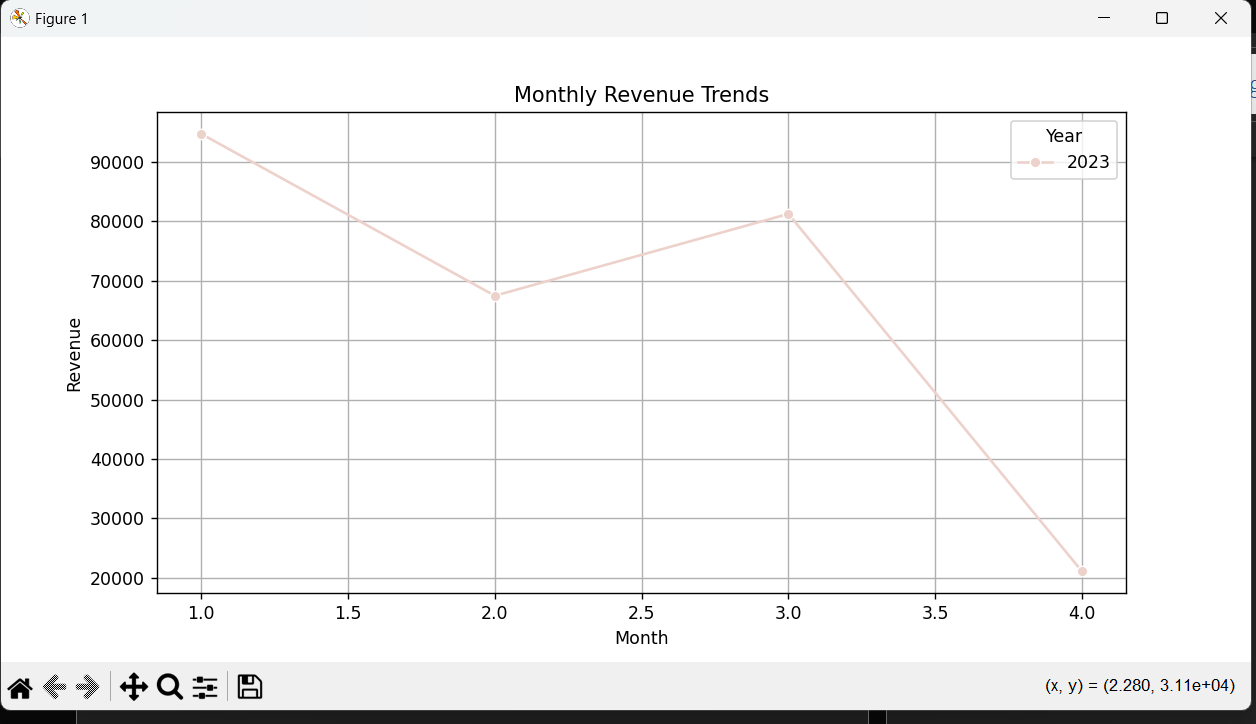 Figure 1
Monthly Revenue Trends
Year
2023
90000
80000
70000
60000
50000
40000
30000
20000
Revenue
1.0 1.5 2.0 2.5 3.0 3.5 4.0
Month
(x, y) = (2.280, 3.11e+04)